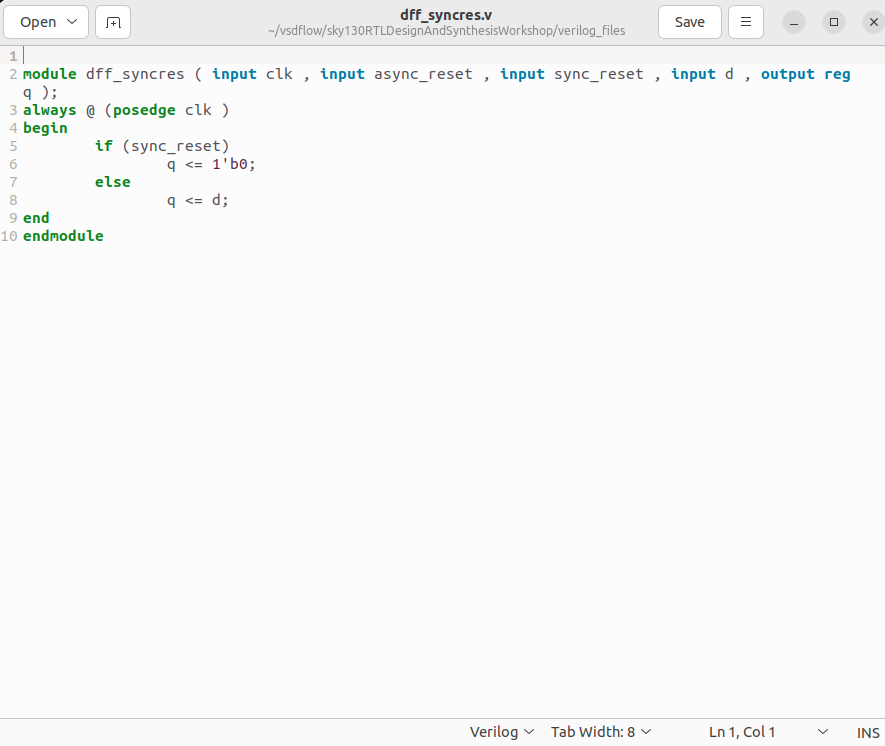 Open
dff_syncres.v
~/vsdflow/sky130RTLDesignAndSynthesisWorkshop/verilog_files
Save
1
2 module dff_syncres ( input clk , input async_reset , input sync_reset , input d , output reg
q );
3 always @ (posedge clk )
4 begin
5 if (sync_reset)
6 q <= 1'b0;
7 else
8 q <= d;
9 end
10 endmodule
Verilog Tab Width: 8 Ln 1, Col 1 INS